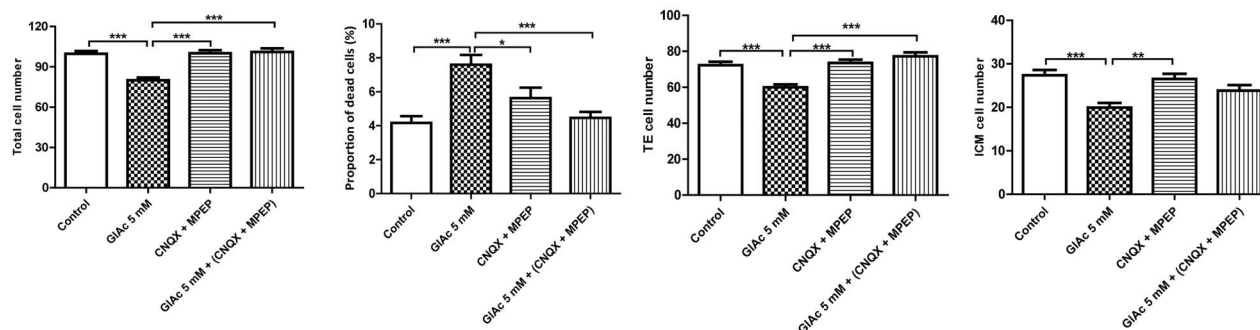 Total cell number
120
90
60
30
0
***
***
***
Control
GlAc 5 mM
CNQX + MPEP
GlAc 5 mM + (CNQX + MPEP)
Proportion of dead cells (%)
10
8
6
4
2
0
***
*
***
Control
GlAc 5 mM
CNQX + MPEP
GlAc 5 mM + (CNQX + MPEP)
TE cell number
100
80
60
40
20
0
***
***
***
Control
GlAc 5 mM
CNQX + MPEP
GlAc 5 mM + (CNQX + MPEP)
ICM cell number
40
30
20
10
0
***
**
Control
GlAc 5 mM
CNQX + MPEP
GlAc 5 mM + (CNQX + MPEP)